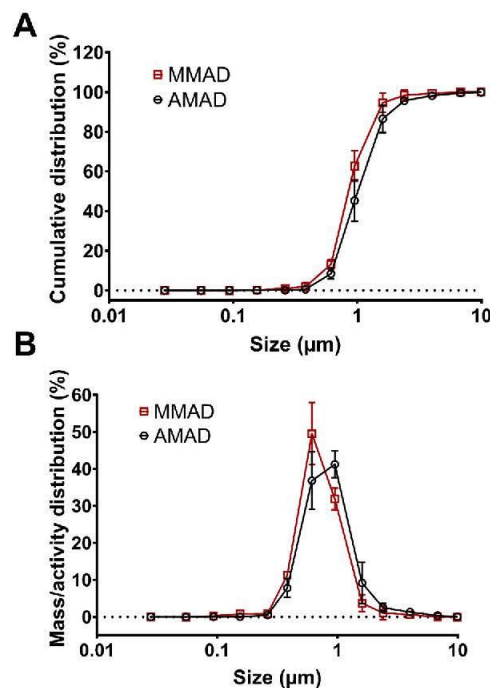 A
Cumulative distribution (%)
120
100
80
60
40
20
0
MMAD
AMAD
0.01
0.1
1
10
Size (µm)
B
Mass/activity distribution (%)
60
50
40
30
20
10
0
MMAD
AMAD
0.01
0.1
1
10
Size (µm)